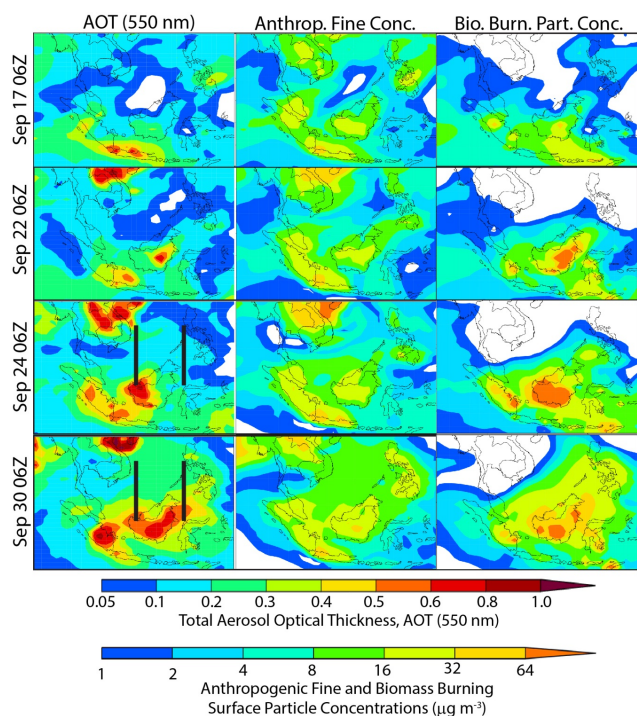 AOT (550 nm) Anthrop. Fine Conc. Bio. Burn. Part. Conc.
Sep 17 06Z
Sep 22 06Z
Sep 24 06Z
Sep 30 06Z
0.05 0.1 0.2 0.3 0.4 0.5 0.6 0.8 1.0
Total Aerosol Optical Thickness, AOT (550 nm)
1 2 4 8 16 32 64
Anthropogenic Fine and Biomass Burning
Surface Particle Concentrations (μg m⁻³)